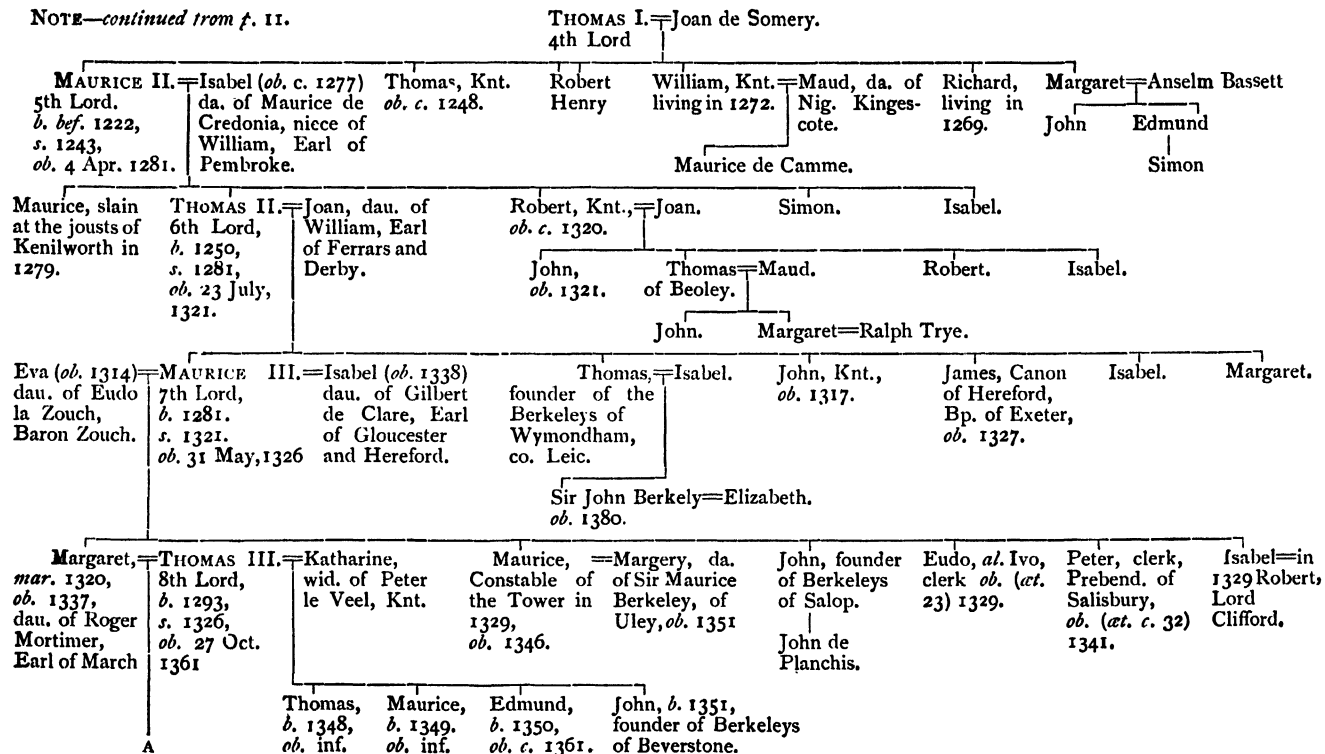 NOTE—continued trom p. 11.
THOMAS I.=Joan de Somery.
4th Lord
MAURICE II.=Isabel (ob. c. 1277)
5th Lord.
b. bef. 1222,
s. 1243,
ob. 4 Apr. 1281.
da. of Maurice de
Credonia, niece of
William, Earl of
Pembroke.
Thomas, Knt.
ob. c. 1248.
Robert
Henry
William, Knt.=Maud, da. of
living in 1272.
Nig. Kinges-
cote.
Richard,
living in
1269.
Margaret=Anselm Bassett
John
Edmund
Simon
Maurice de Camme.
Maurice, slain
at the jousts of
Kenilworth in
1279.
THOMAS II.=Joan, dau. of
6th Lord,
b. 1250,
s. 1281,
ob. 23 July,
1321.
William, Earl
of Ferrars and
Derby.
Robert, Knt.,=Joan.
ob. c. 1320.
Simon.
Isabel.
John,
ob. 1321.
Thomas=Maud.
of Beoley.
Robert.
Isabel.
John.
Margaret=Ralph Trye.
Eva (ob. 1314)=MAURICE III.=Isabel (ob. 1338)
dau. of Eudo
la Zouch,
Baron Zouch.
7th Lord,
b. 1281.
s. 1321.
ob. 31 May, 1326
dau. of Gilbert
de Clare, Earl
of Gloucester
and Hereford.
Thomas,=Isabel.
founder of the
Berkeleys of
Wymondham,
co. Leic.
John, Knt.,
ob. 1317.
James, Canon
of Hereford,
Bp. of Exeter,
ob. 1327.
Isabel.
Margaret.
Sir John Berkely=Elizabeth.
ob. 1380.
Margaret,=THOMAS III.=Katharine,
mar. 1320,
ob. 1337,
dau. of Roger
Mortimer,
Earl of March
8th Lord,
b. 1293,
s. 1326,
ob. 27 Oct.
1361
wid. of Peter
le Veel, Knt.
Maurice, =Margery, da.
Constable of
the Tower in
1329,
ob. 1346.
of Sir Maurice
Berkeley, of
Uley, ob. 1351
John, founder
of Berkeleys
of Salop.
John de
Planchis.
Eudo, al. Ivo,
clerk ob. (æt.
23) 1329.
Peter, clerk,
Prebend. of
Salisbury,
ob. (æt. c. 32)
1341.
Isabel=in
1329 Robert,
Lord
Clifford.
Thomas,
b. 1348,
ob. inf.
Maurice,
b. 1349.
ob. inf.
Edmund,
b. 1350,
ob. c. 1361.
John, b. 1351,
founder of Berkeleys
of Beverstone.
A